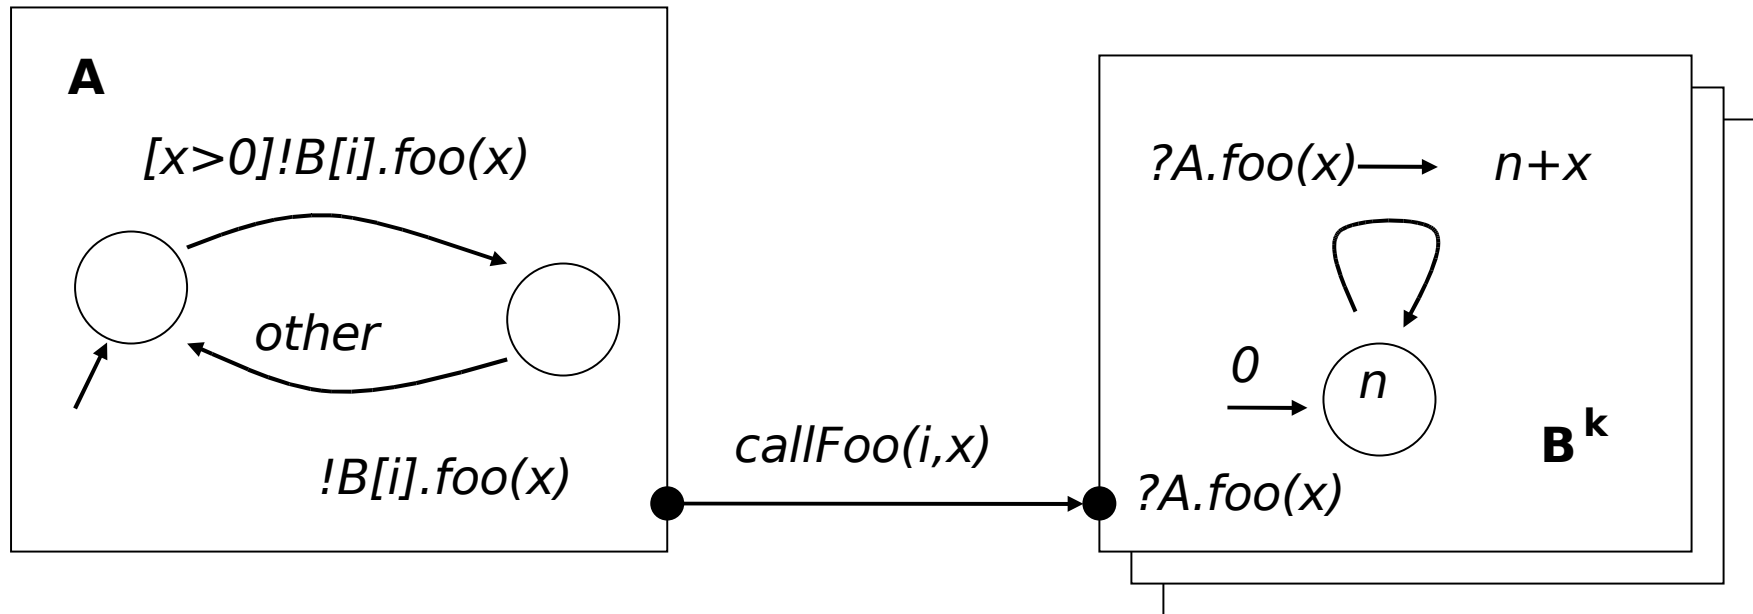 A
[x>0]!B[i].foo(x)
other
!B[i].foo(x)
callFoo(i,x)
?A.foo(x)
n+x
0
n
B k
?A.foo(x)